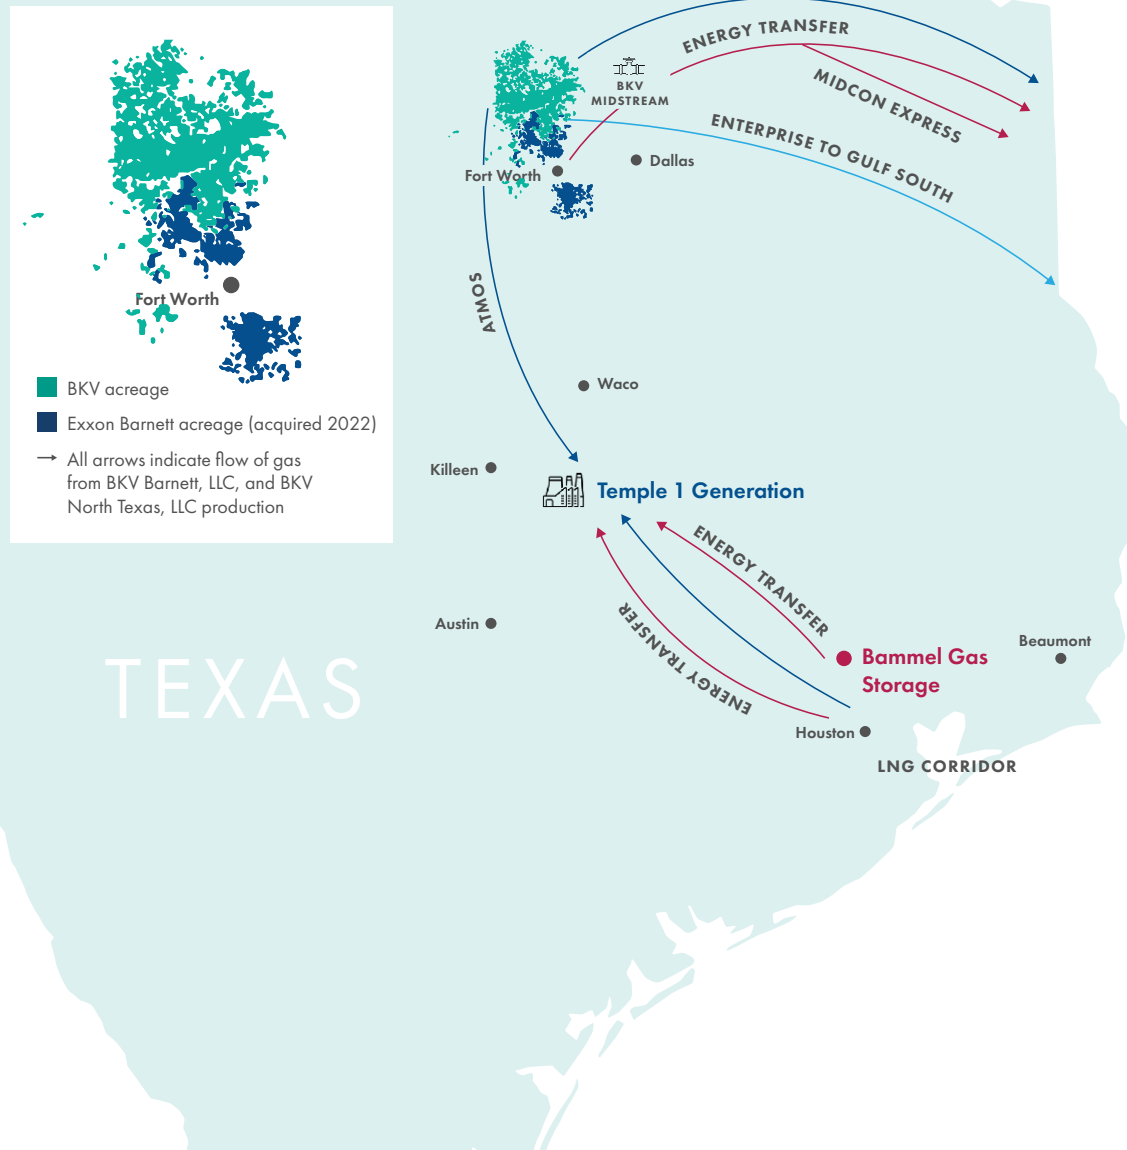 Fort Worth
BKV acreage
Exxon Barnett acreage (acquired 2022)
All arrows indicate flow of gas
from BKV Barnett, LLC, and BKV
North Texas, LLC production
ENERGY TRANSFER
MIDCON EXPRESS
BKV
MIDSTREAM
ENTERPRISE TO GULF SOUTH
Dallas
Fort Worth
ATMOS
Waco
Killeen
Temple 1 Generation
ENERGY TRANSFER
ENERGY TRANSFER
Austin
Beaumont
Bammel Gas
Storage
TEXAS
Houston
LNG CORRIDOR